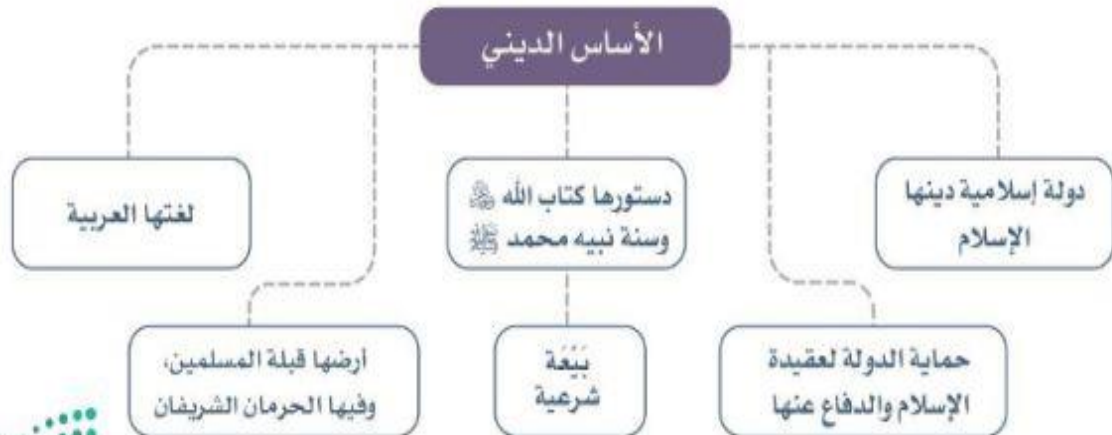 الأساس الديني
دولة إسلامية دينها
الإسلام
دستورها كتاب الله ﷻ
وسنة نبيه محمد ﷺ
لغتها العربية
حماية الدولة لعقيدة
الإسلام والدفاع عنها
بَيْعَة
شرعية
أرضها قبلة المسلمين،
وفيها الحرمان الشريفان